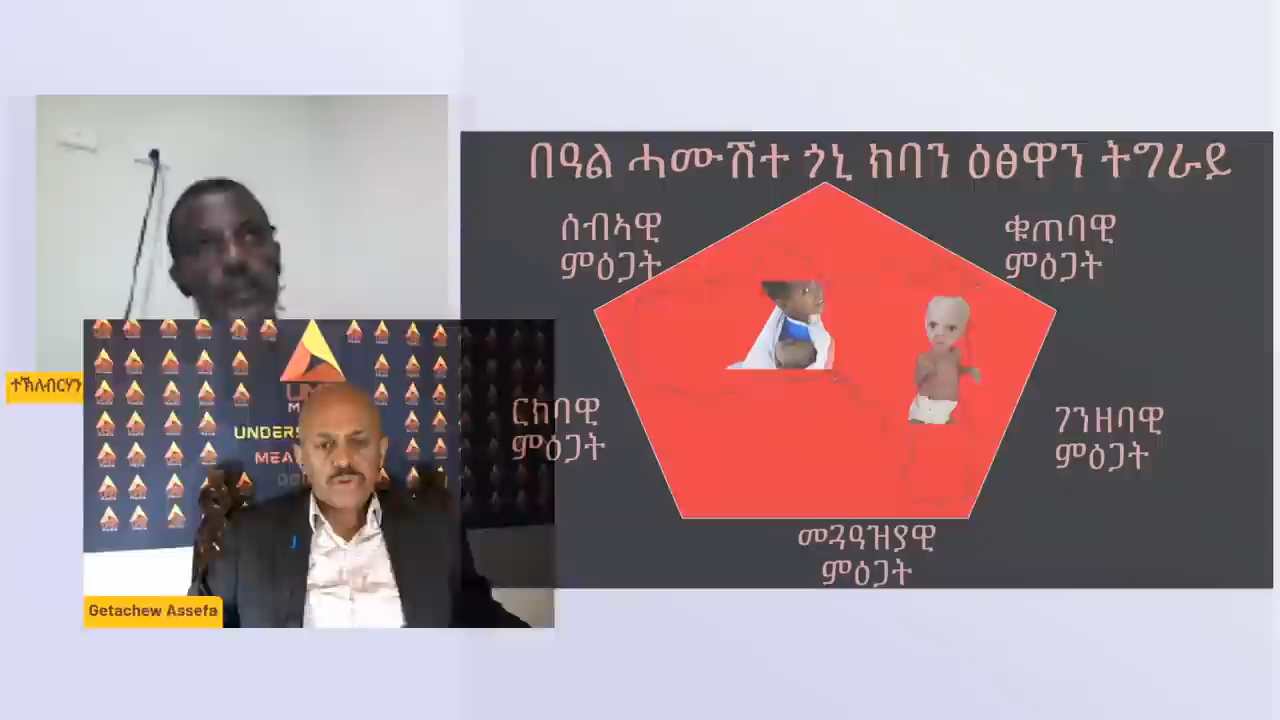 በዓል ሓሙሽተ ጎኒ ክባን ዕፅዋን ትግራይ
ሰብኣዊ
ምዕጋት
ቁጠባዊ
ምዕጋት
ርክባዊ
ምዕጋት
ገንዘባዊ
ምዕጋት
መጓዓዝያዊ
ምዕጋት
ተኽለብርሃን
UNDERS
MEA
Getachew Assefa